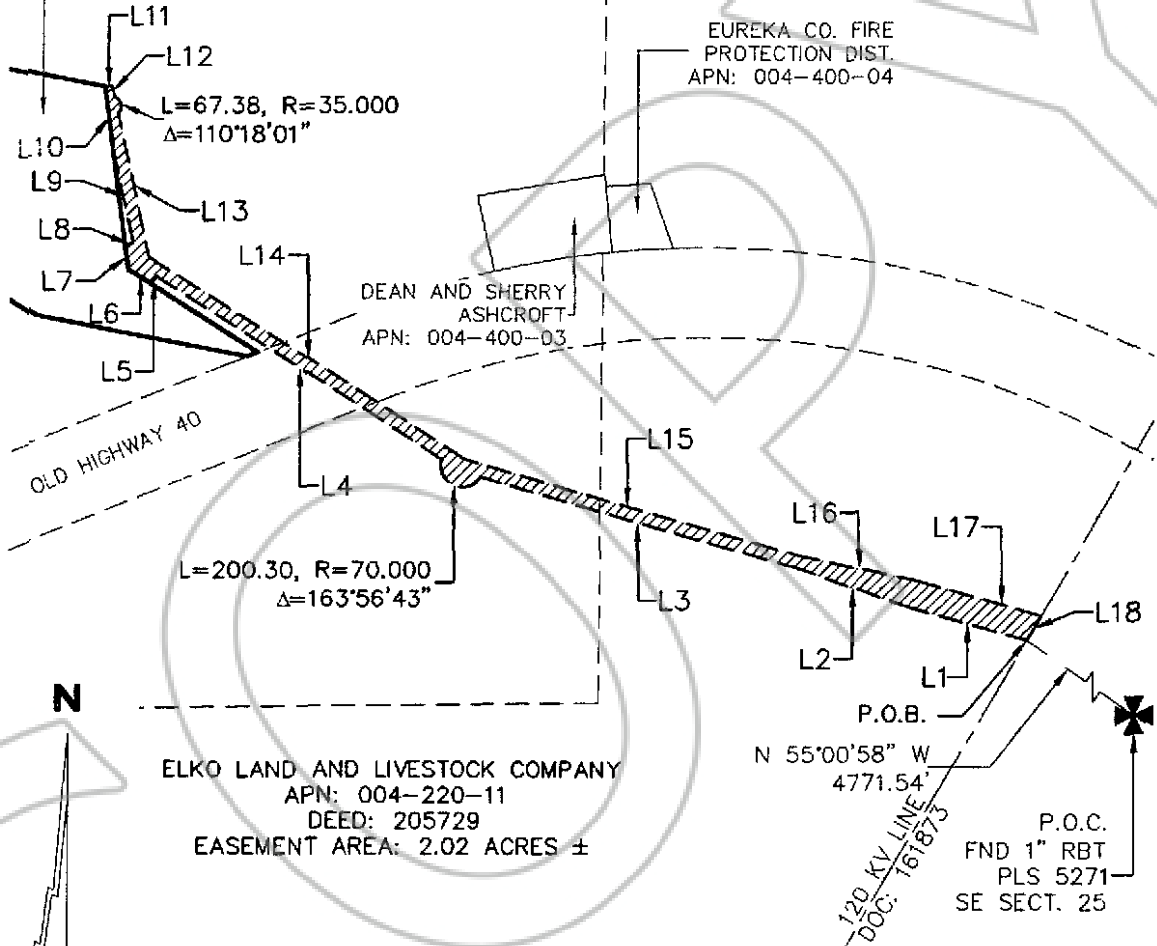 L11
L12
EUREKA CO. FIRE
PROTECTION DIST.
APN: 004-400-04
L=67.38, R=35.000
Δ=110°18'01"
L10
L9
L13
L8
L14
L7
L6
L5
DEAN AND SHERRY
ASHCROFT
APN: 004-400-03
OLD HIGHWAY 40
L4
L15
L16
L17
L=200.30, R=70.000
Δ=163°56'43"
L3
L18
L2
L1
P.O.B.
N
N 55°00'58" W
4771.54'
ELKO LAND AND LIVESTOCK COMPANY
APN: 004-220-11
DEED: 205729
EASEMENT AREA: 2.02 ACRES ±
120 KV LINE
DOC: 161873
P.O.C.
FND 1" RBT
PLS 5271
SE SECT. 25
COPY